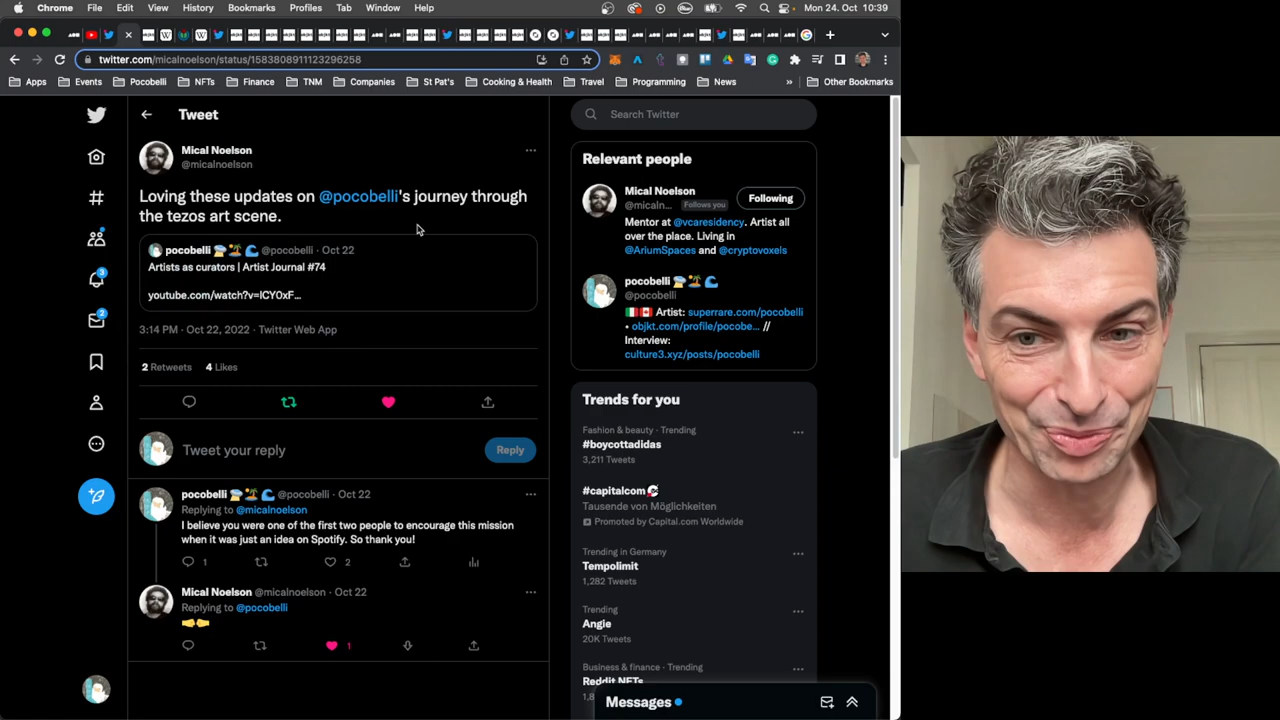 Chrome File Edit View History Bookmarks Profiles Tab Window Help Mon 24. Oct 10:39
twitter.com/micalnoelson/status/1583808911123296258
Apps Events Pocobelli NFTs Finance TNM Companies St Pat's Cooking & Health Travel Programming News » Other Bookmarks
Tweet
Search Twitter
Mical Noelson
@micalnoelson
Loving these updates on @pocobelli's journey through
the tezos art scene.
pocobelli @pocobelli · Oct 22
Artists as curators | Artist Journal #74
youtube.com/watch?v=lCY0xF...
3:14 PM · Oct 22, 2022 · Twitter Web App
2 Retweets 4 Likes
Tweet your reply
Reply
pocobelli @pocobelli · Oct 22
Replying to @micalnoelson
I believe you were one of the first two people to encourage this mission
when it was just an idea on Spotify. So thank you!
1 2
Mical Noelson @micalnoelson · Oct 22
Replying to @pocobelli
1
3
2
Relevant people
Mical Noelson
@micaln... Follows you
Following
Mentor at @vcaresidency. Artist all
over the place. Living in
@AriumSpaces and @cryptovoxels
pocobelli
@pocobelli
Artist: superrare.com/pocobelli
• objkt.com/profile/pocobe... //
Interview:
culture3.xyz/posts/pocobelli
Trends for you
Fashion & beauty · Trending
#boycottadidas
3,211 Tweets
#capitalcom
Tausende von Möglichkeiten
Promoted by Capital.com Worldwide
Trending in Germany
Tempolimit
1,282 Tweets
Trending
Angie
20K Tweets
Business & finance · Trending
Reddit NFTs
Messages